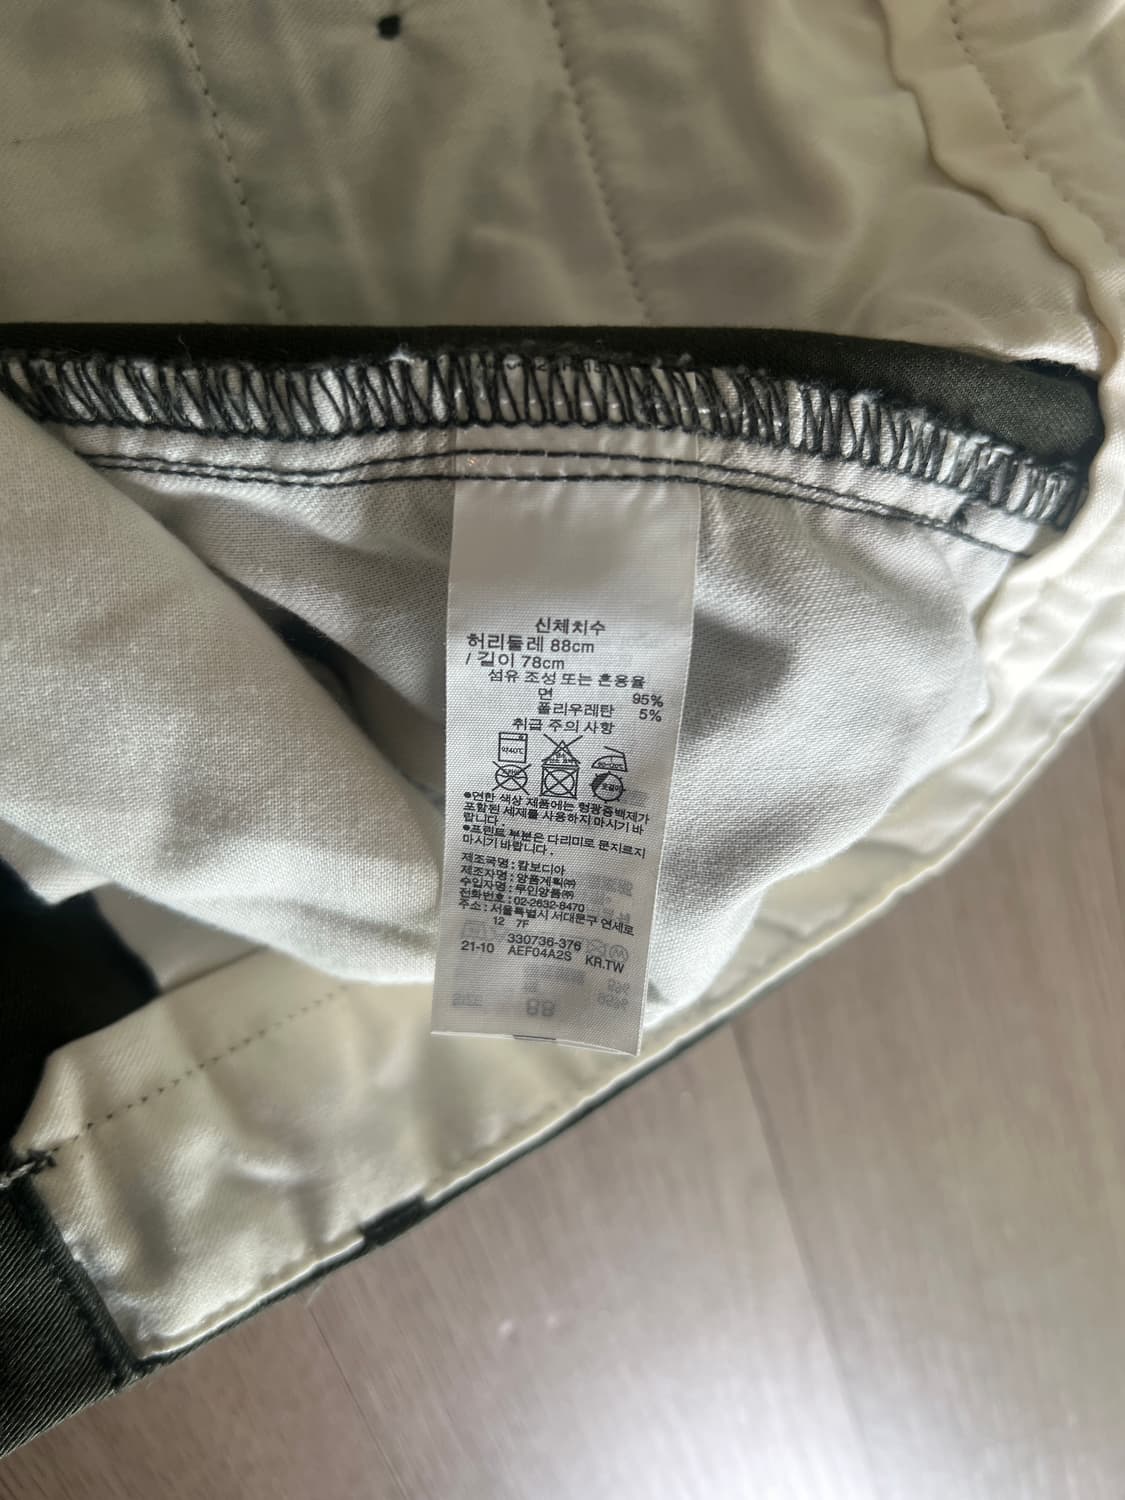 신체치수
허리둘레 88cm
/ 길이 78cm
섬유 조성 또는 혼용율
면 95%
폴리우레탄 5%
취급 주의 사항
약40℃
●연한 색상 제품에는 형광증백제가
포함된 세제를 사용하지 마시기 바
랍니다.
●프린트 부분은 다리미로 문지르지
마시기 바랍니다.
제조국명:캄보디아
제조자명:양품계획㈜
수입자명:무인양품㈜
전화번호:02-2632-8470
주소:서울특별시 서대문구 연세로
12 7F
330736-376
21-10 AEF04A2S KR.TW